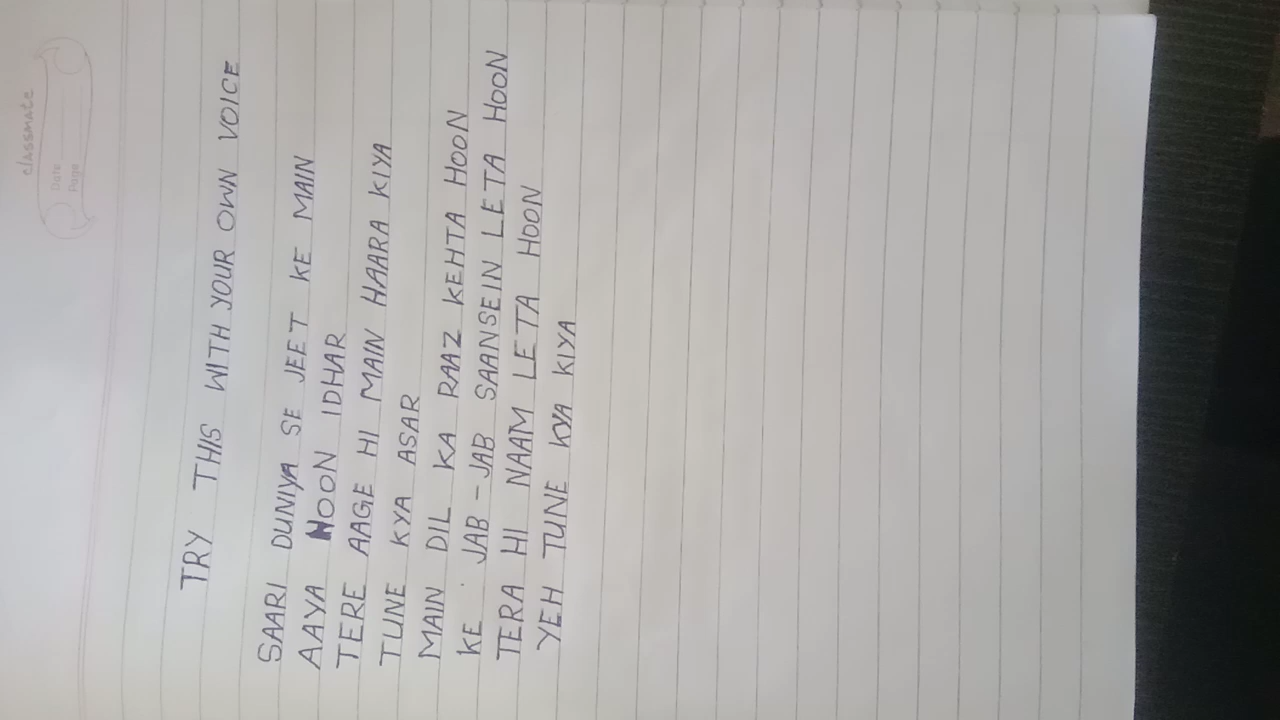 classmate
Date
Page
TRY THIS WITH YOUR OWN VOICE
SAARI DUNIYA SE JEET KE MAIN
AAYA HOON IDHAR
TERE AAGE HI MAIN HAARA KIYA
TUNE KYA ASAR
MAIN DIL KA RAAZ KEHTA HOON
KE JAB-JAB SAANSEIN LETA HOON
TERA HI NAAM LETA HOON
YEH TUNE KYA KIYA